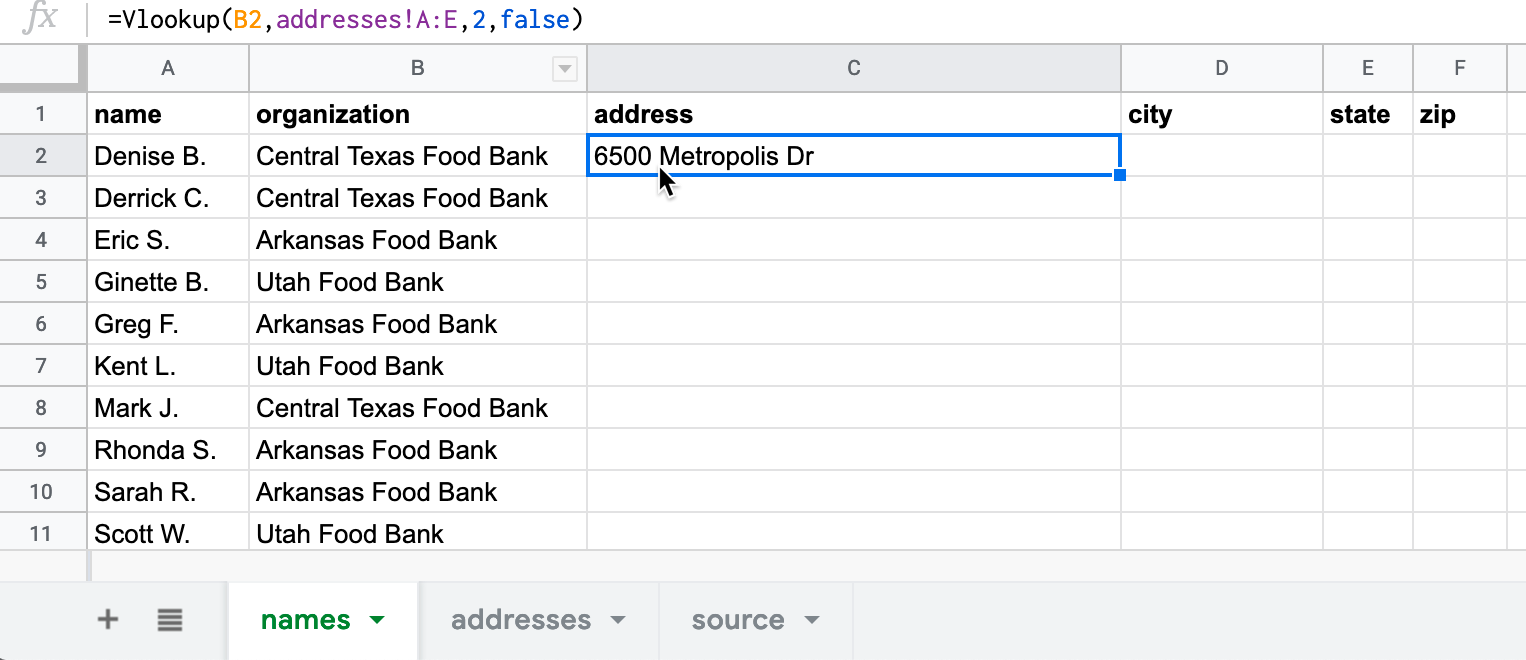 fx =Vlookup(B2,addresses!A:E,2,false)
A B C D E F
1 name organization address city state zip
2 Denise B. Central Texas Food Bank 6500 Metropolis Dr
3 Derrick C. Central Texas Food Bank
4 Eric S. Arkansas Food Bank
5 Ginette B. Utah Food Bank
6 Greg F. Arkansas Food Bank
7 Kent L. Utah Food Bank
8 Mark J. Central Texas Food Bank
9 Rhonda S. Arkansas Food Bank
10 Sarah R. Arkansas Food Bank
11 Scott W. Utah Food Bank
+ names addresses source